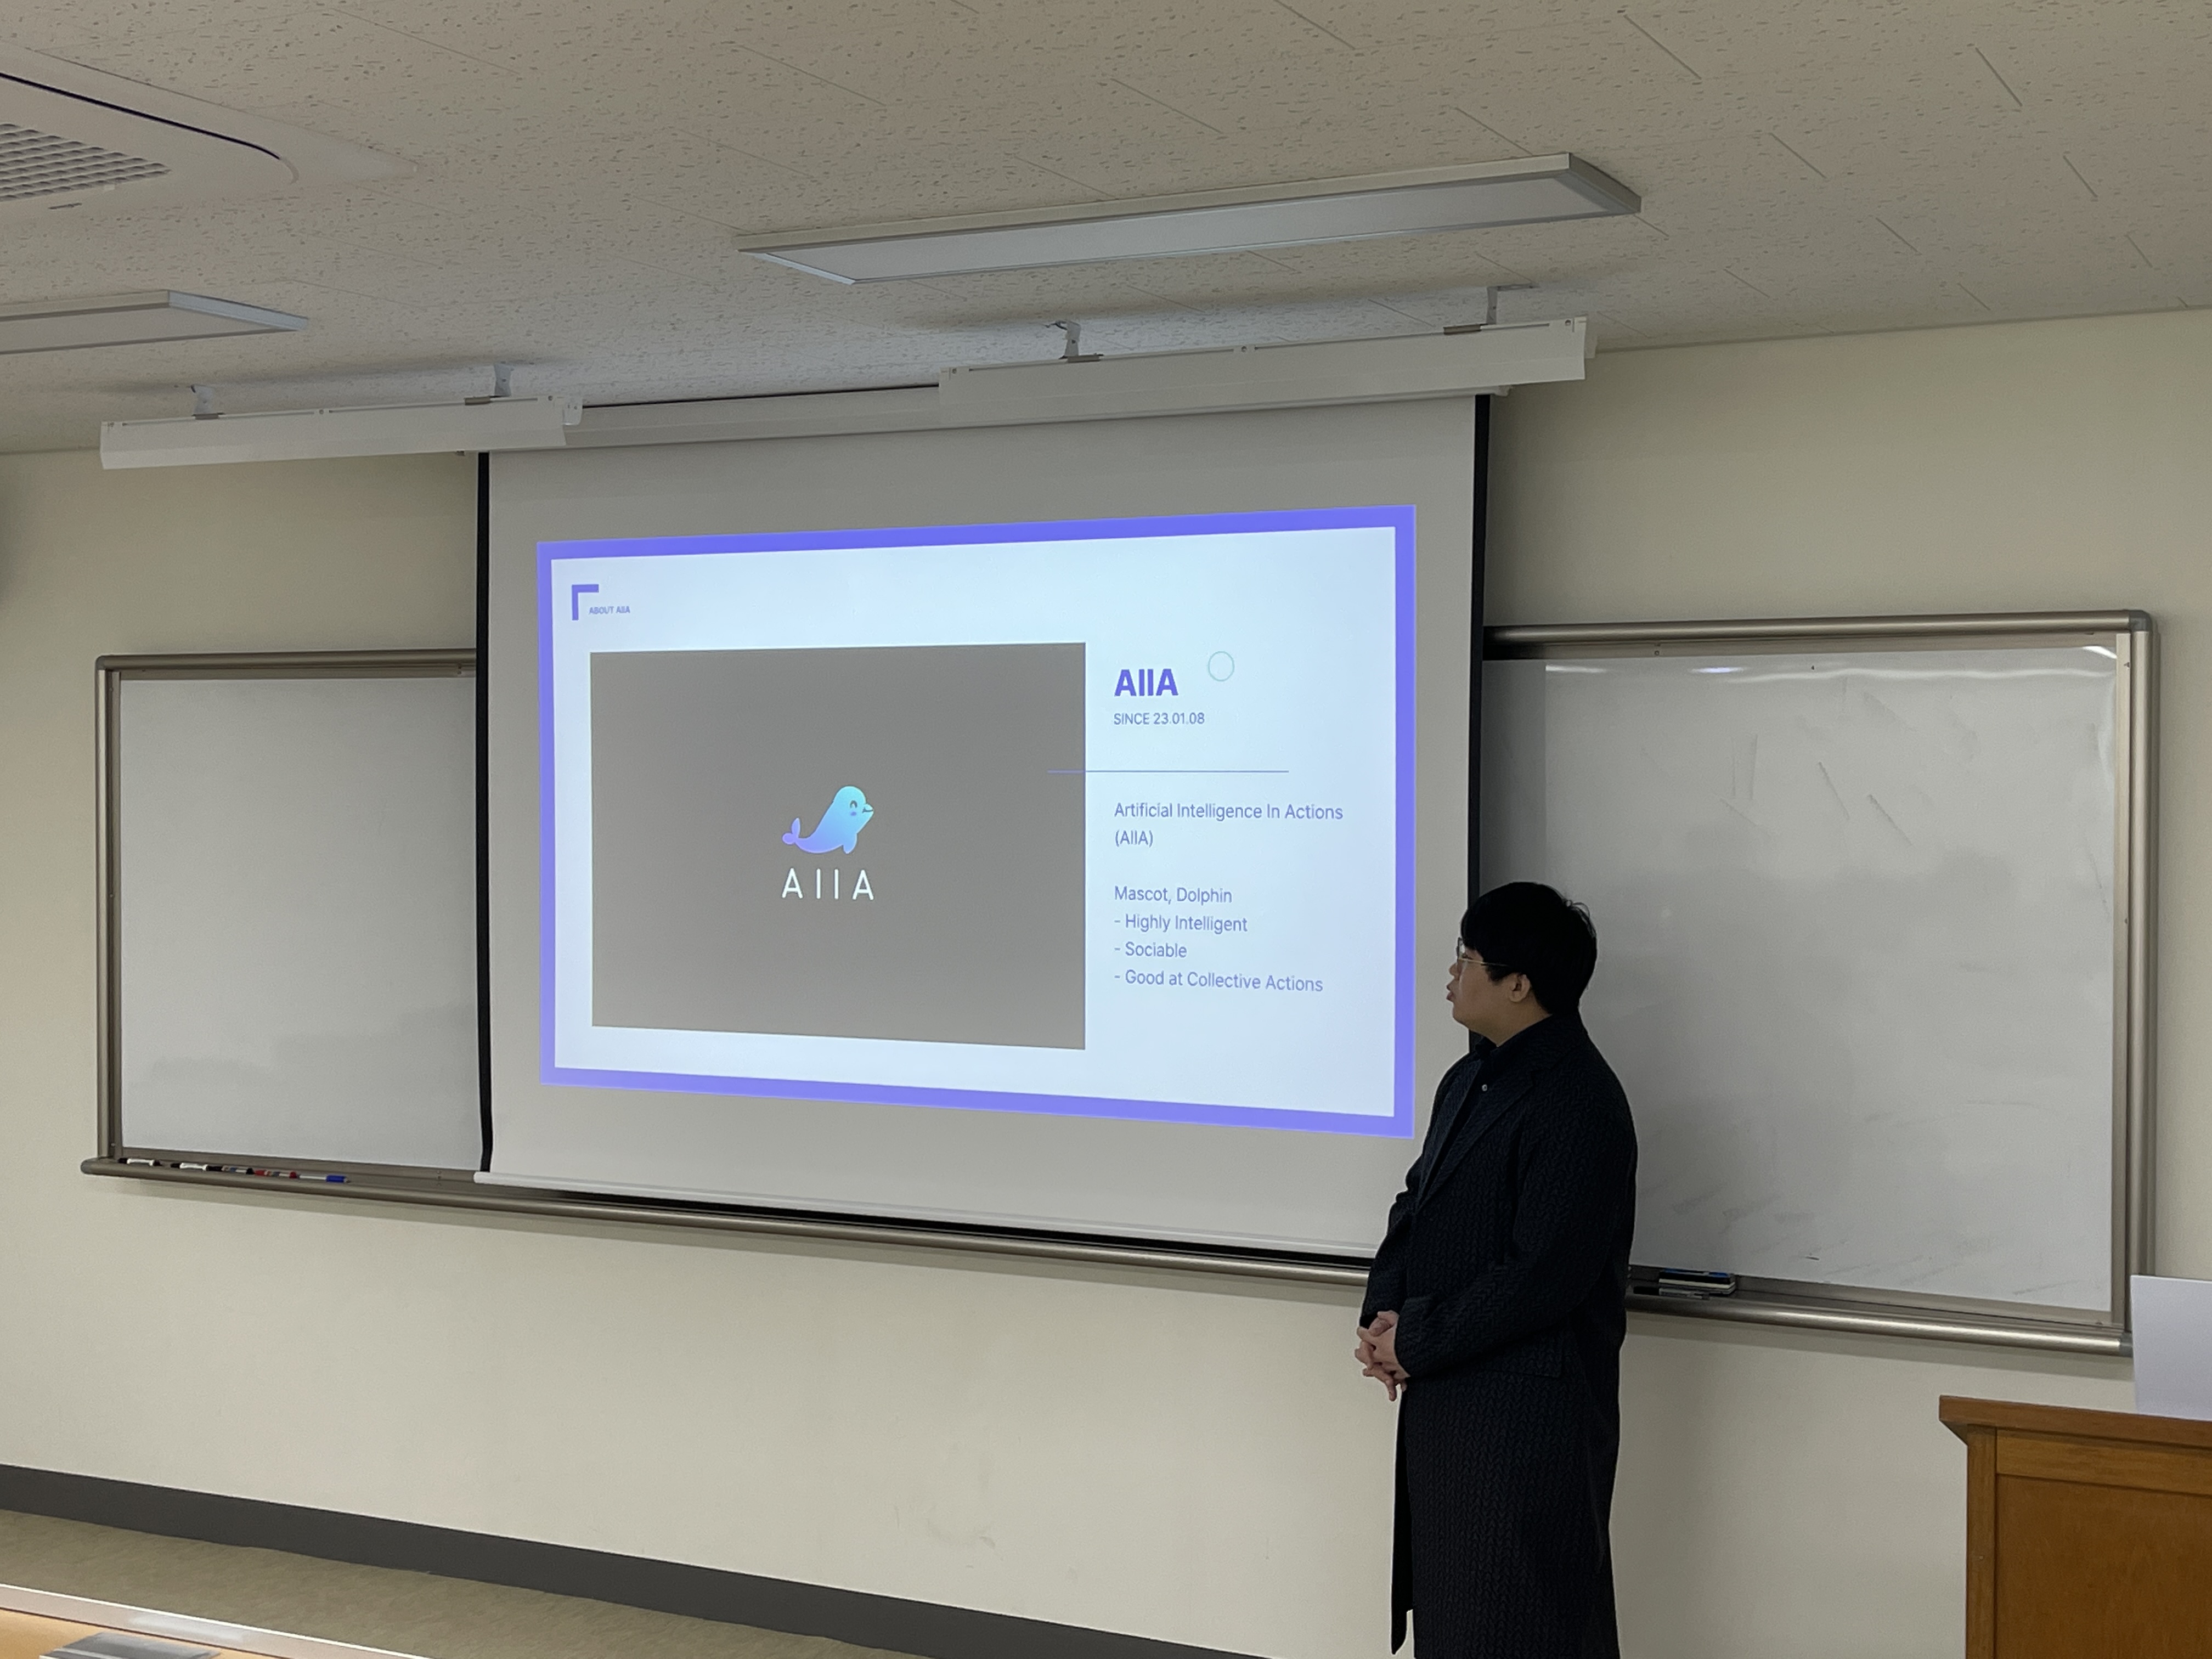 ABOUT AIIA
AIIA
AIIA
SINCE 23.01.08
Artificial Intelligence In Actions
(AIIA)
Mascot, Dolphin
- Highly Intelligent
- Sociable
- Good at Collective Actions